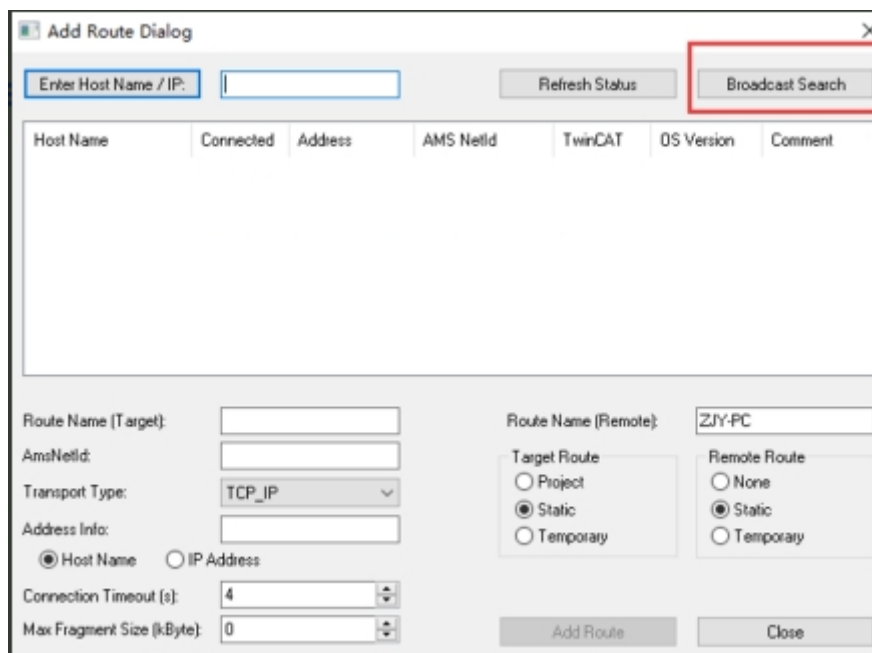 Add Route Dialog
Enter Host Name / IP: Refresh Status Broadcast Search
Host Name Connected Address AMS NetId TwinCAT OS Version Comment
Route Name (Target): Route Name (Remote): ZJY-PC
AmsNetId: Target Route Remote Route
Transport Type: TCP_IP Project None
Address Info: Static Static
Host Name IP Address Temporary Temporary
Connection Timeout (s): 4
Max Fragment Size (kByte): 0 Add Route Close